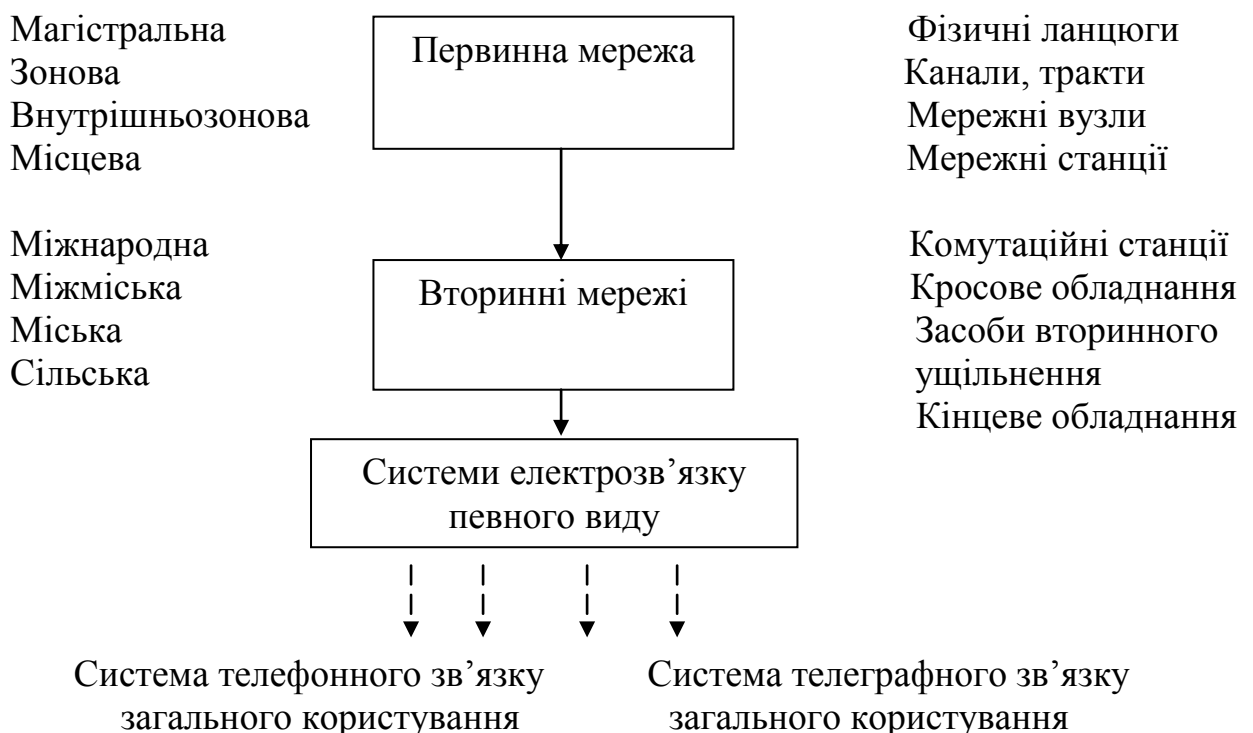 Магістральна
Зонова
Внутрішньозонова
Місцева
Первинна мережа
Фізичні ланцюги
Канали, тракти
Мережні вузли
Мережні станції
Міжнародна
Міжміська
Міська
Сільська
Вторинні мережі
Комутаційні станції
Кросове обладнання
Засоби вторинного
ущільнення
Кінцеве обладнання
Системи електрозв’язку
певного виду
Система телефонного зв’язку
загального користування
Система телеграфного зв’язку
загального користування